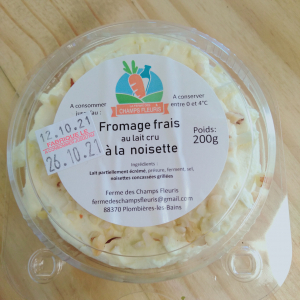 CHAMPS FLEURIS
A consommer
jusqu'au :
A conserver
entre 0 et 4°C
12.10.21
26.10.21
Fromage frais
au lait cru
à la noisette
Poids:
200g
Ingrédients :
Lait partiellement écrémé, présure, ferment, sel,
noisettes concassées grillées
Ferme des Champs Fleuris
fermedeschampsfleuris@gmail.com
88370 Plombières-les Bains